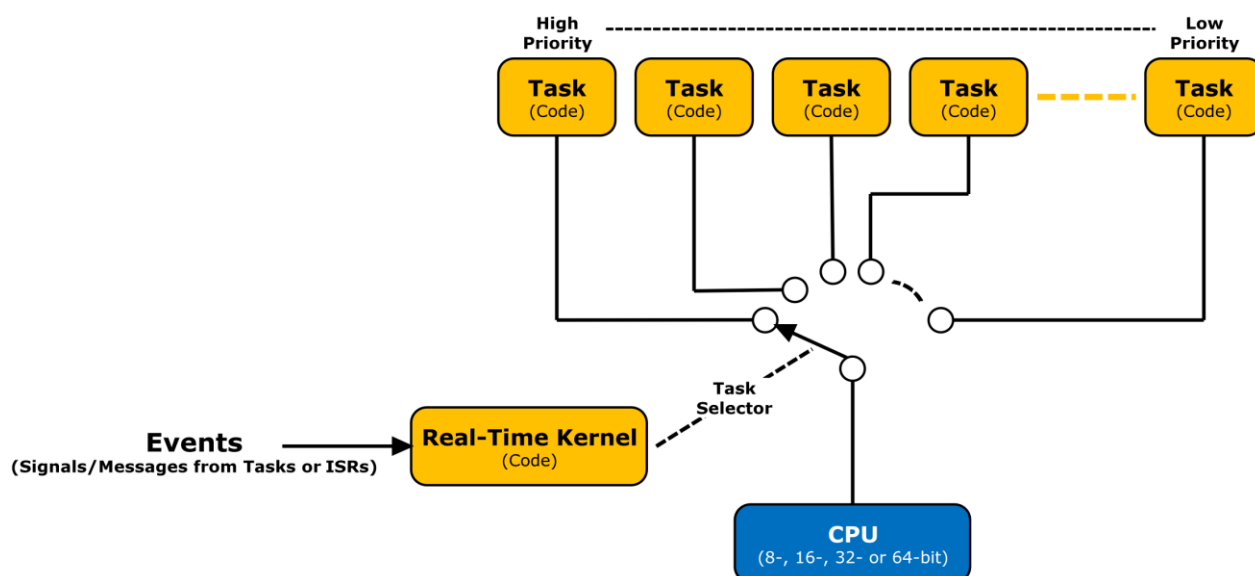 High
Priority
Low
Priority
Task
(Code)
Task
(Code)
Task
(Code)
Task
(Code)
Task
(Code)
Task
Selector
Events
(Signals/Messages from Tasks or ISRs)
Real-Time Kernel
(Code)
CPU
(8-, 16-, 32- or 64-bit)